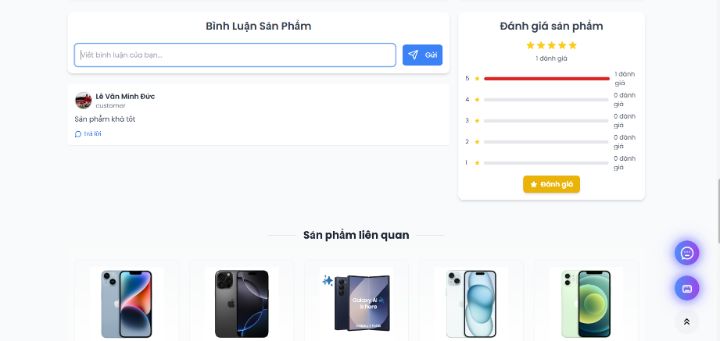 Bình Luận Sản Phẩm
Viết bình luận của bạn...
Gửi
Lê Văn Minh Đức
customer
Sản phẩm khá tốt
Trả lời
Đánh giá sản phẩm
1 đánh giá
5 1 đánh giá
4 0 đánh giá
3 0 đánh giá
2 0 đánh giá
1 0 đánh giá
Đánh giá
Sản phẩm liên quan
Galaxy AI
is here